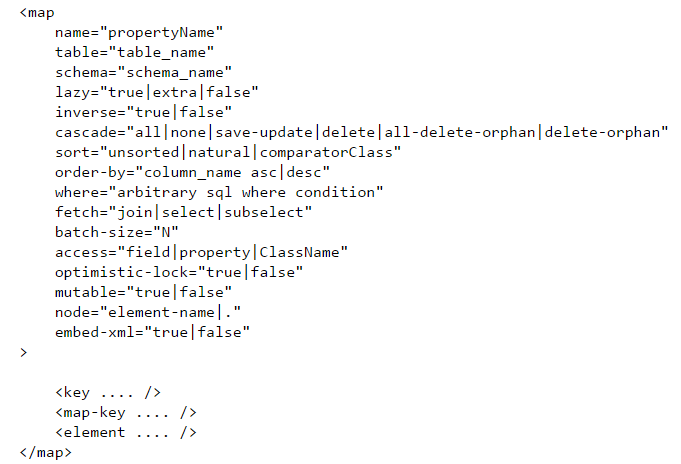 <map
    name="propertyName"
    table="table_name"
    schema="schema_name"
    lazy="true|extra|false"
    inverse="true|false"
    cascade="all|none|save-update|delete|all-delete-orphan|delete-orphan"
    sort="unsorted|natural|comparatorClass"
    order-by="column_name asc|desc"
    where="arbitrary sql where condition"
    fetch="join|select|subselect"
    batch-size="N"
    access="field|property|ClassName"
    optimistic-lock="true|false"
    mutable="true|false"
    node="element-name|."
    embed-xml="true|false"
>
    <key .... />
    <map-key .... />
    <element .... />
</map>